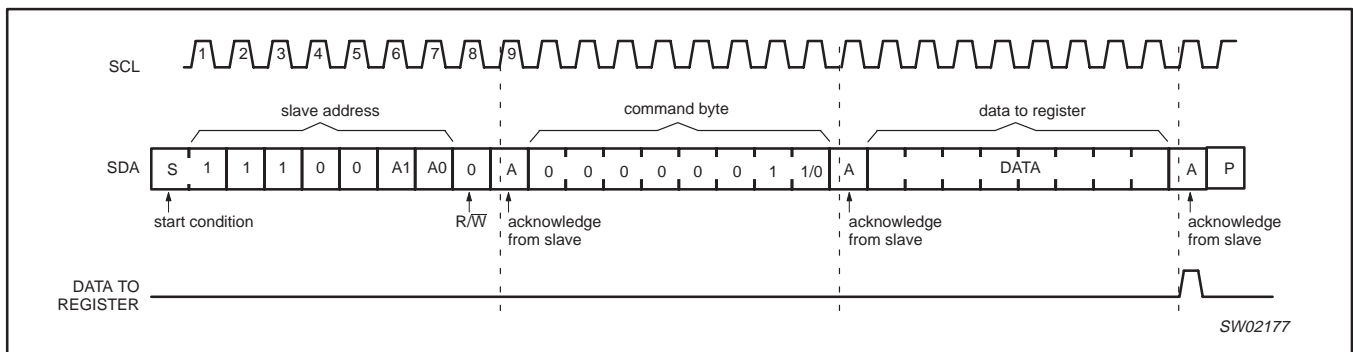 SCL 1 2 3 4 5 6 7 8 9
slave address command byte data to register
SDA S 1 1 1 0 0 A1 A0 0 A 0 0 0 0 0 0 1 1/0 A DATA A P
start condition R/W̅ acknowledge from slave acknowledge from slave acknowledge from slave
DATA TO
REGISTER
SW02177